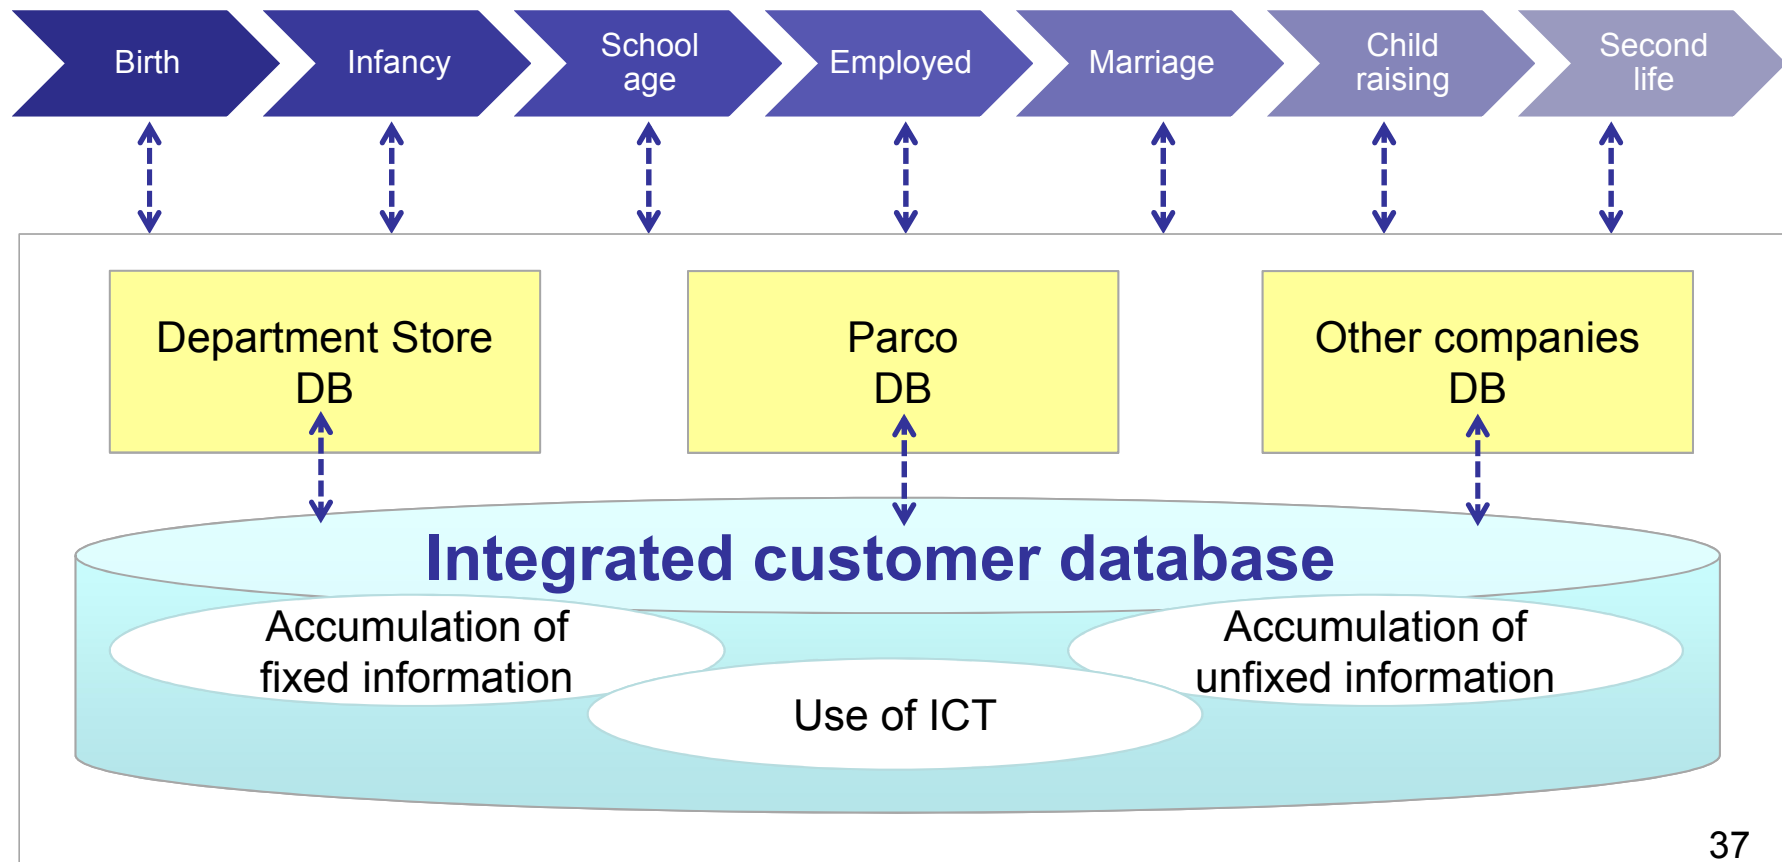 Birth
Infancy
School
age
Employed
Marriage
Child
raising
Second
life
Department Store
DB
Parco
DB
Other companies
DB
Integrated customer database
Accumulation of
fixed information
Use of ICT
Accumulation of
unfixed information
37